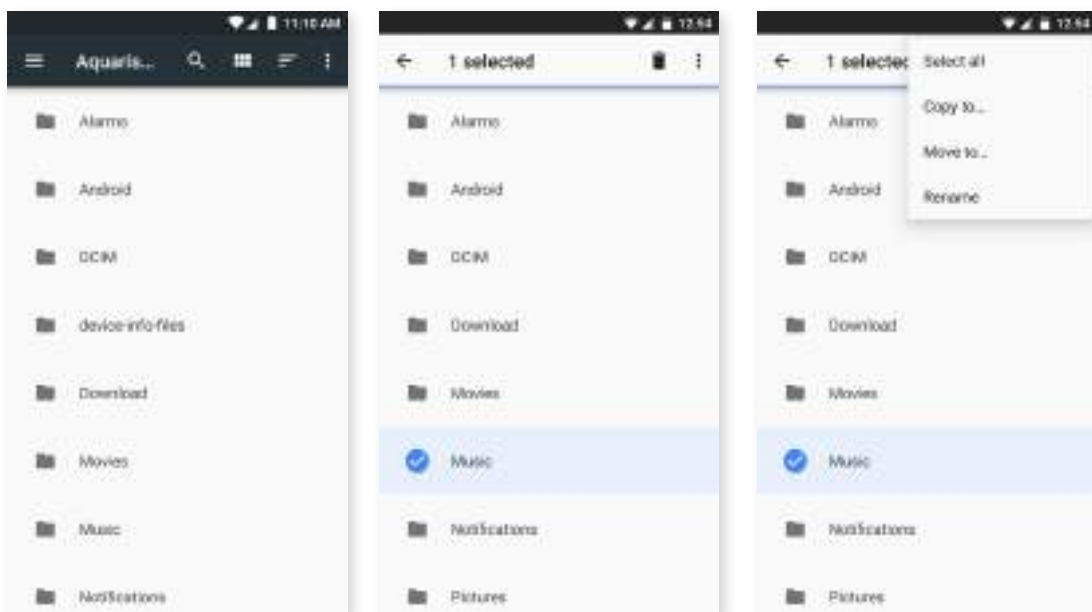 11:10 AM
Aquaris...
Alarms
Android
DCIM
device-info-files
Download
Movies
Music
Notifications
12:54
1 selected
Alarms
Android
DCIM
Download
Movies
Music
Notifications
Pictures
12:54
1 selected
Select all
Copy to...
Move to...
Rename
Alarms
Android
DCIM
Download
Movies
Music
Notifications
Pictures